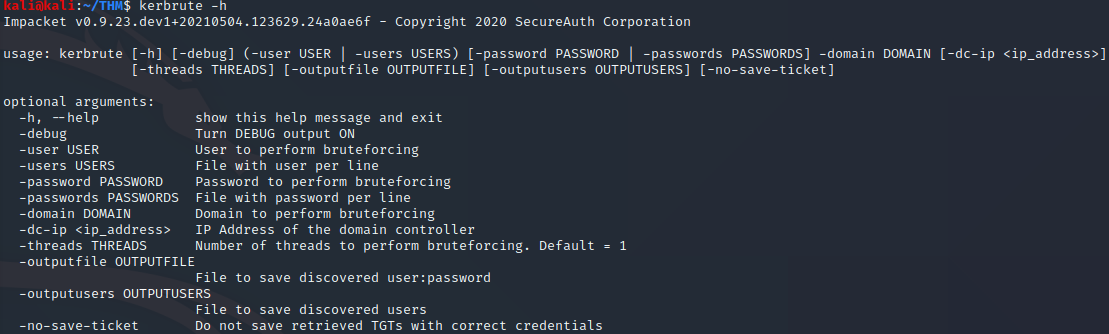 kali@kali:~/THM$ kerbrute -h
Impacket v0.9.23.dev1+20210504.123629.24a0ae6f - Copyright 2020 SecureAuth Corporation
usage: kerbrute [-h] [-debug] (-user USER | -users USERS) [-password PASSWORD | -passwords PASSWORDS] -domain DOMAIN [-dc-ip <ip_address>]
[-threads THREADS] [-outputfile OUTPUTFILE] [-outputusers OUTPUTUSERS] [-no-save-ticket]
optional arguments:
-h, --help show this help message and exit
-debug Turn DEBUG output ON
-user USER User to perform bruteforcing
-users USERS File with user per line
-password PASSWORD Password to perform bruteforcing
-passwords PASSWORDS File with password per line
-domain DOMAIN Domain to perform bruteforcing
-dc-ip <ip_address> IP Address of the domain controller
-threads THREADS Number of threads to perform bruteforcing. Default = 1
-outputfile OUTPUTFILE
File to save discovered user:password
-outputusers OUTPUTUSERS
File to save discovered users
-no-save-ticket Do not save retrieved TGTs with correct credentials